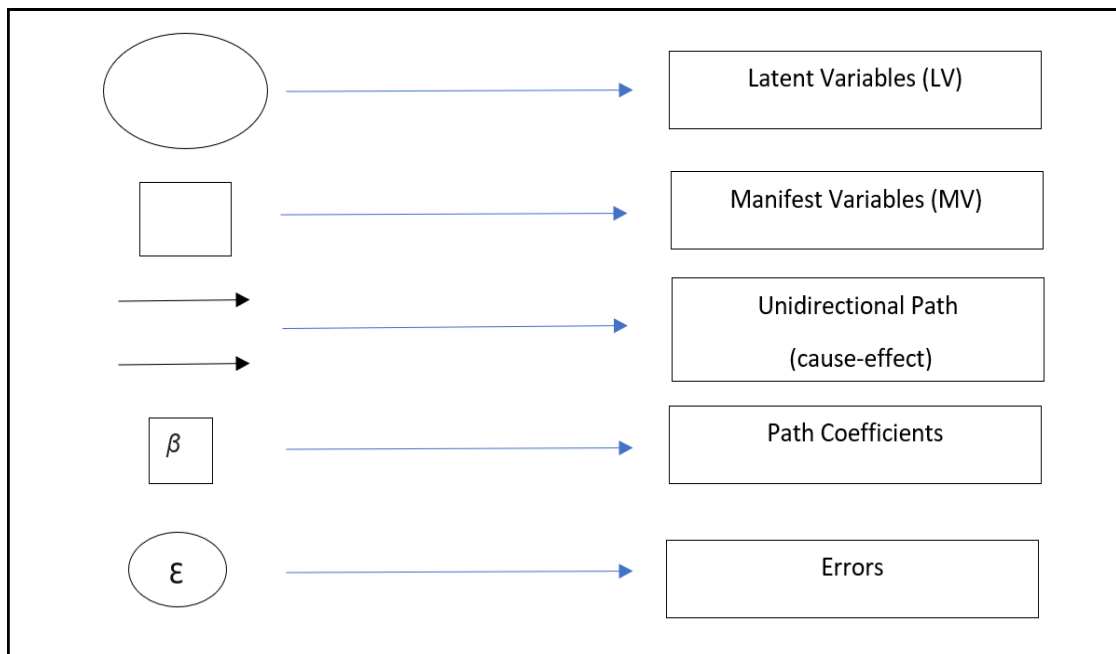 Latent Variables (LV)
Manifest Variables (MV)
Unidirectional Path
(cause-effect)
β
Path Coefficients
ε
Errors